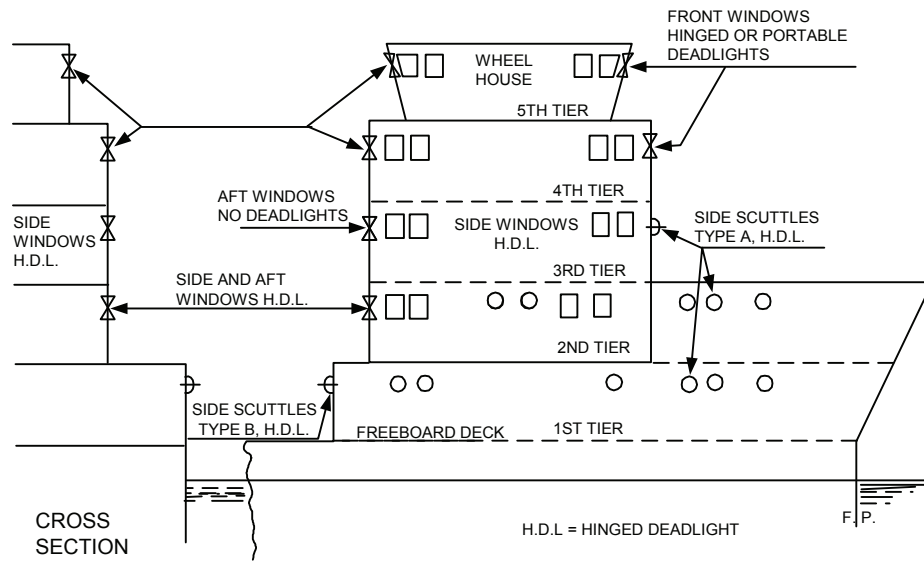 FRONT WINDOWS
HINGED OR PORTABLE
DEADLIGHTS
WHEEL
HOUSE
5TH TIER
4TH TIER
AFT WINDOWS
NO DEADLIGHTS
SIDE
WINDOWS
H.D.L.
SIDE WINDOWS
H.D.L.
SIDE SCUTTLES
TYPE A, H.D.L.
3RD TIER
SIDE AND AFT
WINDOWS H.D.L.
2ND TIER
SIDE SCUTTLES
TYPE B, H.D.L.
FREEBOARD DECK
1ST TIER
CROSS
SECTION
H.D.L = HINGED DEADLIGHT
F. P.